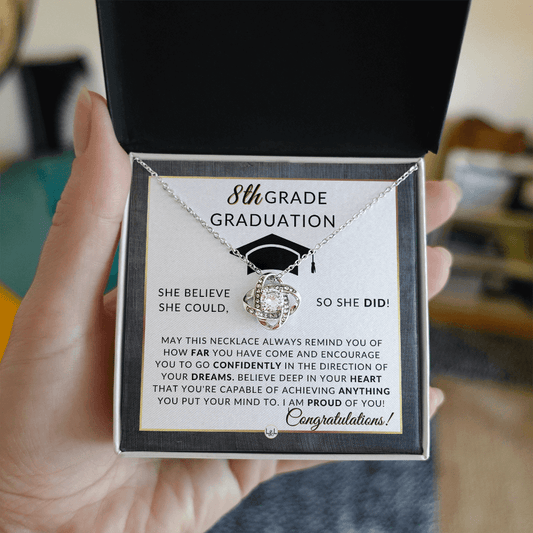 8th GRADE
GRADUATION
SHE BELIEVE
SHE COULD,
SO SHE DID!
MAY THIS NECKLACE ALWAYS REMIND YOU OF
HOW FAR YOU HAVE COME AND ENCOURAGE
YOU TO GO CONFIDENTLY IN THE DIRECTION OF
YOUR DREAMS. BELIEVE DEEP IN YOUR HEART
THAT YOU'RE CAPABLE OF ACHIEVING ANYTHING
YOU PUT YOUR MIND TO. I AM PROUD OF YOU!
Congratulations!